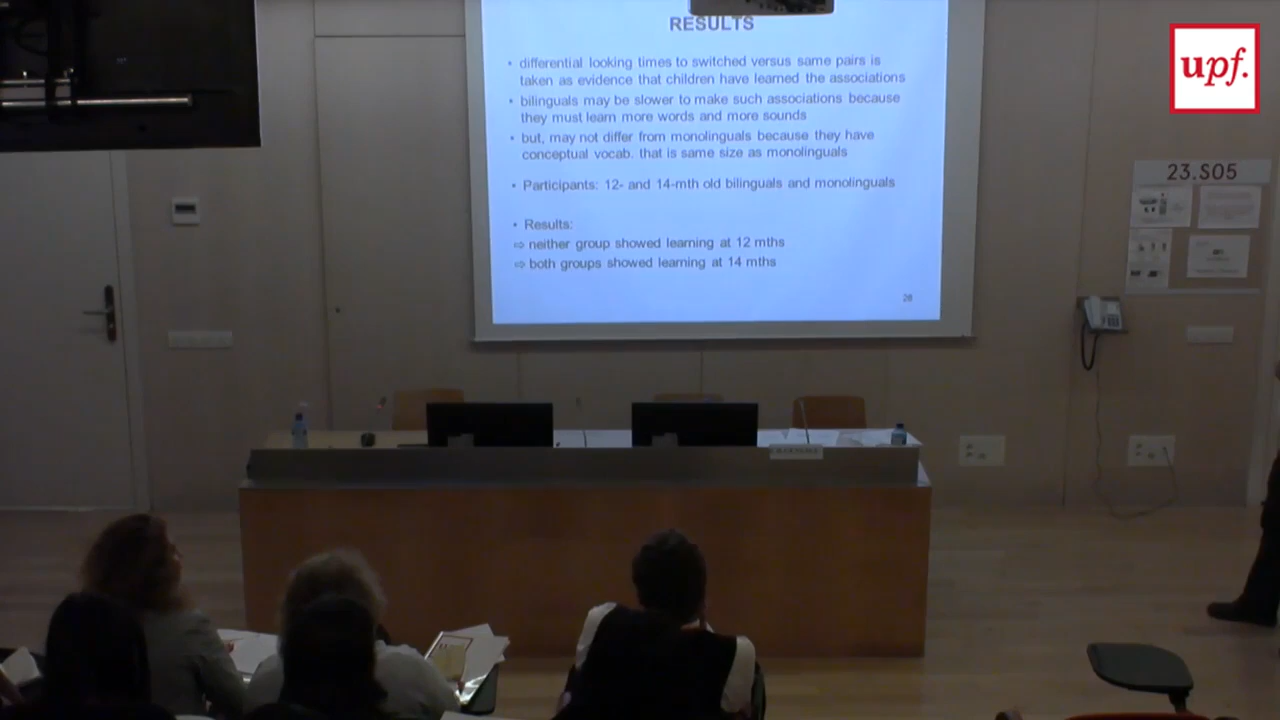 RESULTS
• differential looking times to switched versus same pairs is
taken as evidence that children have learned the associations
• bilinguals may be slower to make such associations because
they must learn more words and more sounds
• but, may not differ from monolinguals because they have
conceptual vocab. that is same size as monolinguals
• Participants: 12- and 14-mth old bilinguals and monolinguals
• Results:
⇨ neither group showed learning at 12 mths
⇨ both groups showed learning at 14 mths
20
upf.
23.S05